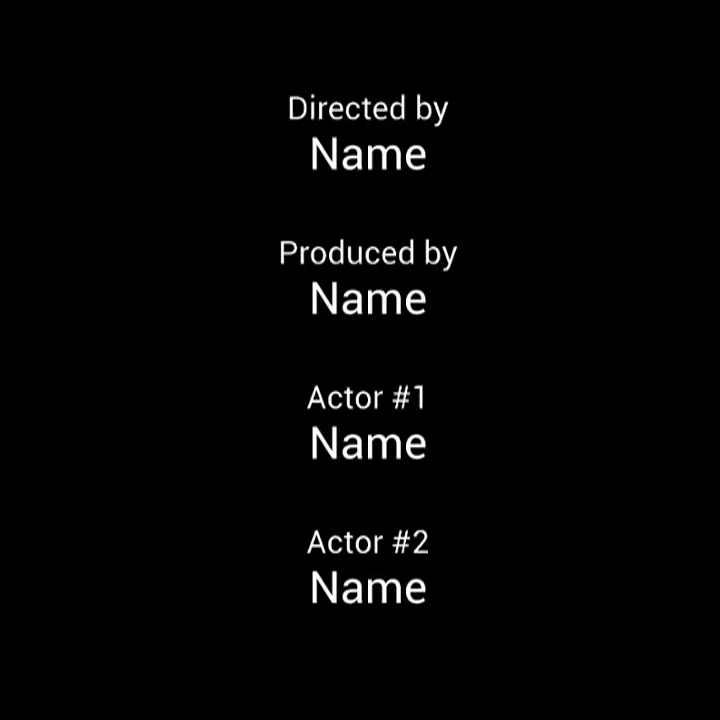 Directed by
Name
Produced by
Name
Actor #1
Name
Actor #2
Name